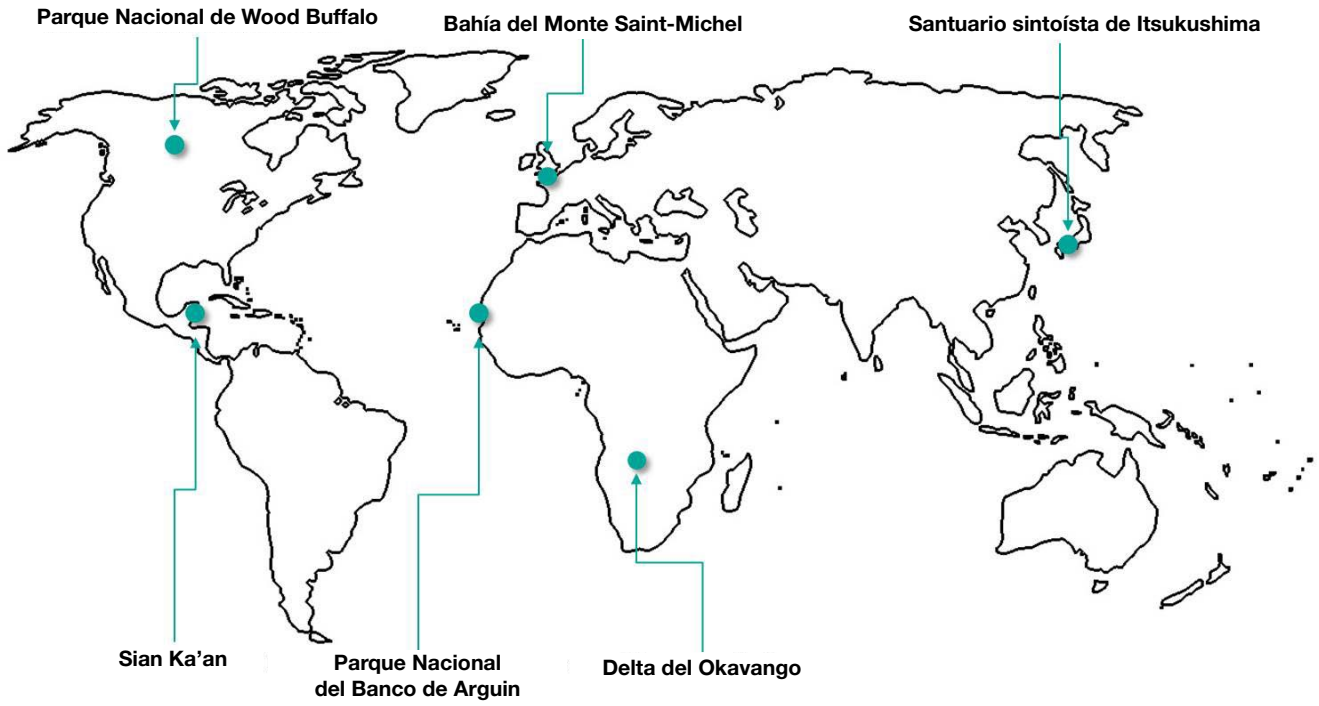 Parque Nacional de Wood Buffalo
Bahía del Monte Saint-Michel
Santuario sintoísta de Itsukushima
Sian Ka’an
Parque Nacional
del Banco de Arguin
Delta del Okavango